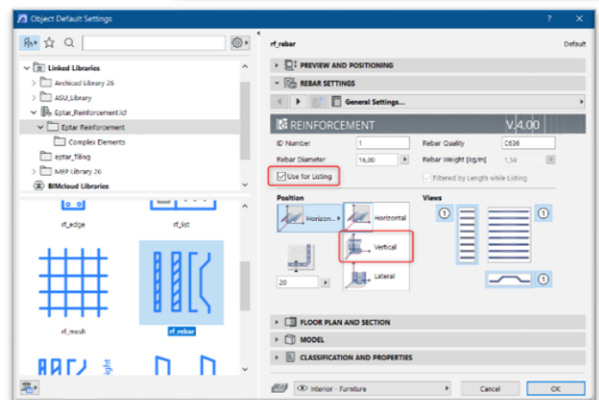 Object Default Settings
Linked Libraries
Archicad Library 26
ASU_Library
Eptar_Reinforcement.lcf
Eptar Reinforcement
Complex Elements
eptar_Tiling
MEP Library 26
BIMcloud Libraries
rf_edge
rf_list
rf_mesh
rf_rebar
rf_rebar
Default
PREVIEW AND POSITIONING
REBAR SETTINGS
General Settings...
REINFORCEMENT
V.4.00
ID Number
1
Rebar Quality
C636
Rebar Diameter
16,00
Rebar Weight [kg/m]
1,58
Use for Listing
Filtered by Length while Listing
Position
Views
Horizon...
Horizontal
Vertical
Lateral
20
1
1
1
FLOOR PLAN AND SECTION
MODEL
CLASSIFICATION AND PROPERTIES
Interior - Furniture
Cancel
OK